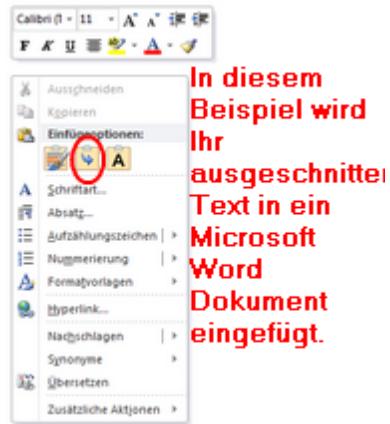 Calibri (T 11 A A
F K U A
Ausschneiden
Kopieren
Einfügeoptionen:
A
Schriftart...
Absatz...
Aufzählungszeichen
Nummerierung
Formatvorlagen
Hyperlink...
Nachschlagen
Synonyme
Übersetzen
Zusätzliche Aktionen
In diesem
Beispiel wird
Ihr
ausgeschnitten
Text in ein
Microsoft
Word
Dokument
eingefügt.